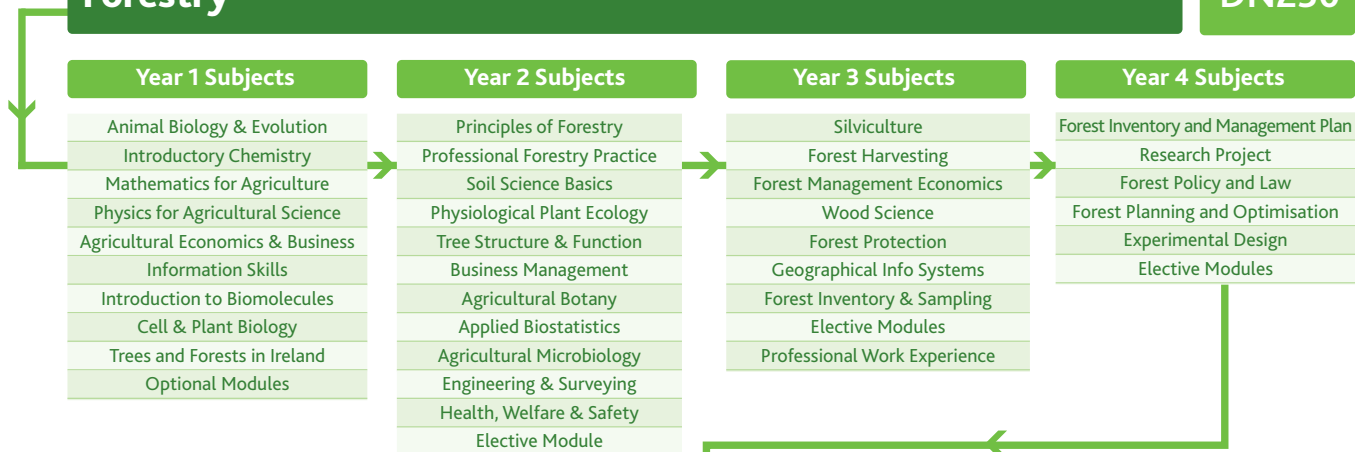 Forestry
Year 1 Subjects
Animal Biology & Evolution
Introductory Chemistry
Mathematics for Agriculture
Physics for Agricultural Science
Agricultural Economics & Business
Information Skills
Introduction to Biomolecules
Cell & Plant Biology
Trees and Forests in Ireland
Optional Modules
Year 2 Subjects
Principles of Forestry
Professional Forestry Practice
Soil Science Basics
Physiological Plant Ecology
Tree Structure & Function
Business Management
Agricultural Botany
Applied Biostatistics
Agricultural Microbiology
Engineering & Surveying
Health, Welfare & Safety
Elective Module
Year 3 Subjects
Silviculture
Forest Harvesting
Forest Management Economics
Wood Science
Forest Protection
Geographical Info Systems
Forest Inventory & Sampling
Elective Modules
Professional Work Experience
Year 4 Subjects
Forest Inventory and Management Plan
Research Project
Forest Policy and Law
Forest Planning and Optimisation
Experimental Design
Elective Modules